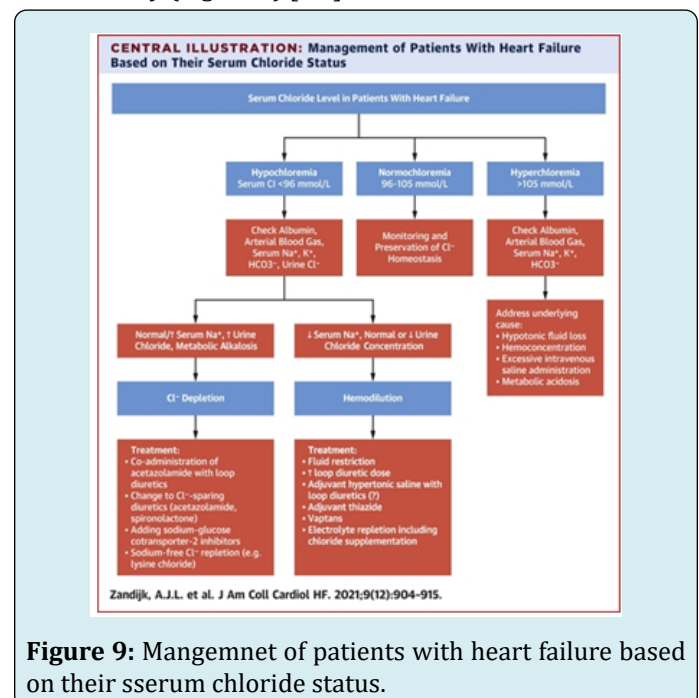 CENTRAL ILLUSTRATION: Management of Patients With Heart Failure
Based on Their Serum Chloride Status
Serum Chloride Level in Patients With Heart Failure
Hypochloremia
Serum Cl <96 mmol/L
Normochloremia
96-105 mmol/L
Hyperchloremia
>105 mmol/L
Check Albumin,
Arterial Blood Gas,
Serum Na⁺, K⁺,
HCO3⁻, Urine Cl⁻
Monitoring and
Preservation of Cl⁻
Homeostasis
Check Albumin,
Arterial Blood Gas,
Serum Na⁺, K⁺,
HCO3⁻
Normal/↑ Serum Na⁺, ↑ Urine
Chloride, Metabolic Alkalosis
↓ Serum Na⁺, Normal or ↓ Urine
Chloride Concentration
Address underlying
cause:
• Hypotonic fluid loss
• Hemoconcentration
• Excessive intravenous
saline administration
• Metabolic acidosis
Cl⁻ Depletion
Hemodilution
Treatment:
• Co-administration of
acetazolamide with loop
diuretics
• Change to Cl⁻-sparing
diuretics (acetazolamide,
spironolactone)
• Adding sodium-glucose
cotransporter-2 inhibitors
• Sodium-free Cl⁻ repletion (e.g.
lysine chloride)
Treatment:
• Fluid restriction
• ↑ loop diuretic dose
• Adjuvant hypertonic saline with
loop diuretics (?)
• Adjuvant thiazide
• Vaptans
• Electrolyte repletion including
chloride supplementation
Zandijk, A.J.L. et al. J Am Coll Cardiol HF. 2021;9(12):904–915.
Figure 9: Mangemnet of patients with heart failure based
on their sserum chloride status.